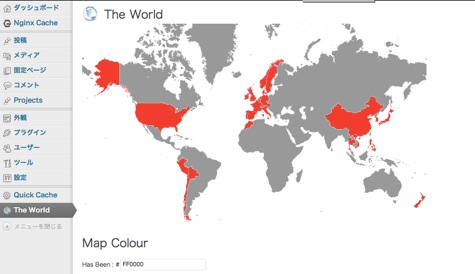 ダッシュボード
Nginx Cache
投稿
メディア
固定ページ
コメント
Projects
外観
プラグイン
ユーザー
ツール
設定
Quick Cache
The World
メニューを閉じる
The World
Map Colour
Has Been : # FF0000